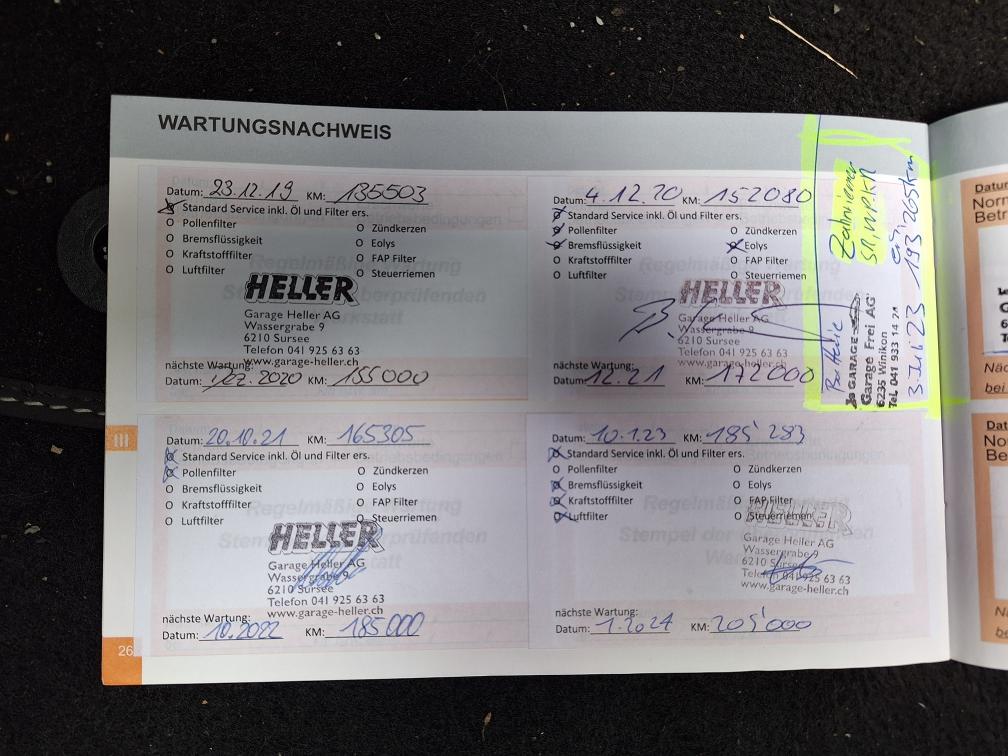 WARTUNGSNACHWEIS
Datum: 23.12.19 KM: 135503
Standard Service inkl. Öl und Filter ers.
O Pollenfilter
O Bremsflüssigkeit
O Kraftstofffilter
O Luftfilter
O Zündkerzen
O Eolys
O FAP Filter
O Steuerriemen
HELLER
Garage Heller AG
Wassergrabe 9
6210 Sursee
Telefon 041 925 63 63
www.garage-heller.ch
nächste Wartung:
Datum: 2020 KM: 155000
Datum: 4.12.20 KM: 152080
Standard Service inkl. Öl und Filter ers.
Pollenfilter
Bremsflüssigkeit
O Kraftstofffilter
O Luftfilter
O Zündkerzen
Eolys
O FAP Filter
O Steuerriemen
HELLER
Garage Heller AG
Wassergrabe 9
6210 Sursee
Telefon 041 925 63 63
www.garage-heller.ch
nächste Wartung:
Datum: 12.21 KM: 172000
Zahnriemen
Batterie
GARAGE
Garage Frei AG
6235 Winikon
Tel. 041 933 14 21
3. Juli 23 193'265 km
III
Datum: 20.10.21 KM: 165305
Standard Service inkl. Öl und Filter ers.
Pollenfilter
O Bremsflüssigkeit
O Kraftstofffilter
O Luftfilter
O Zündkerzen
O Eolys
O FAP Filter
O Steuerriemen
HELLER
Garage Heller AG
Wassergrabe 9
6210 Sursee
Telefon 041 925 63 63
www.garage-heller.ch
nächste Wartung:
Datum: 10.2022 KM: 185000
Datum: 10.1.23 KM: 185'283
Standard Service inkl. Öl und Filter ers.
O Pollenfilter
Bremsflüssigkeit
Kraftstofffilter
Luftfilter
O Zündkerzen
O Eolys
O FAP Filter
O Steuerriemen
HELLER
Garage Heller AG
Wassergrabe 9
6210 Sursee
Telefon 041 925 63 63
www.garage-heller.ch
nächste Wartung:
Datum: 1.2024 KM: 205'000
26